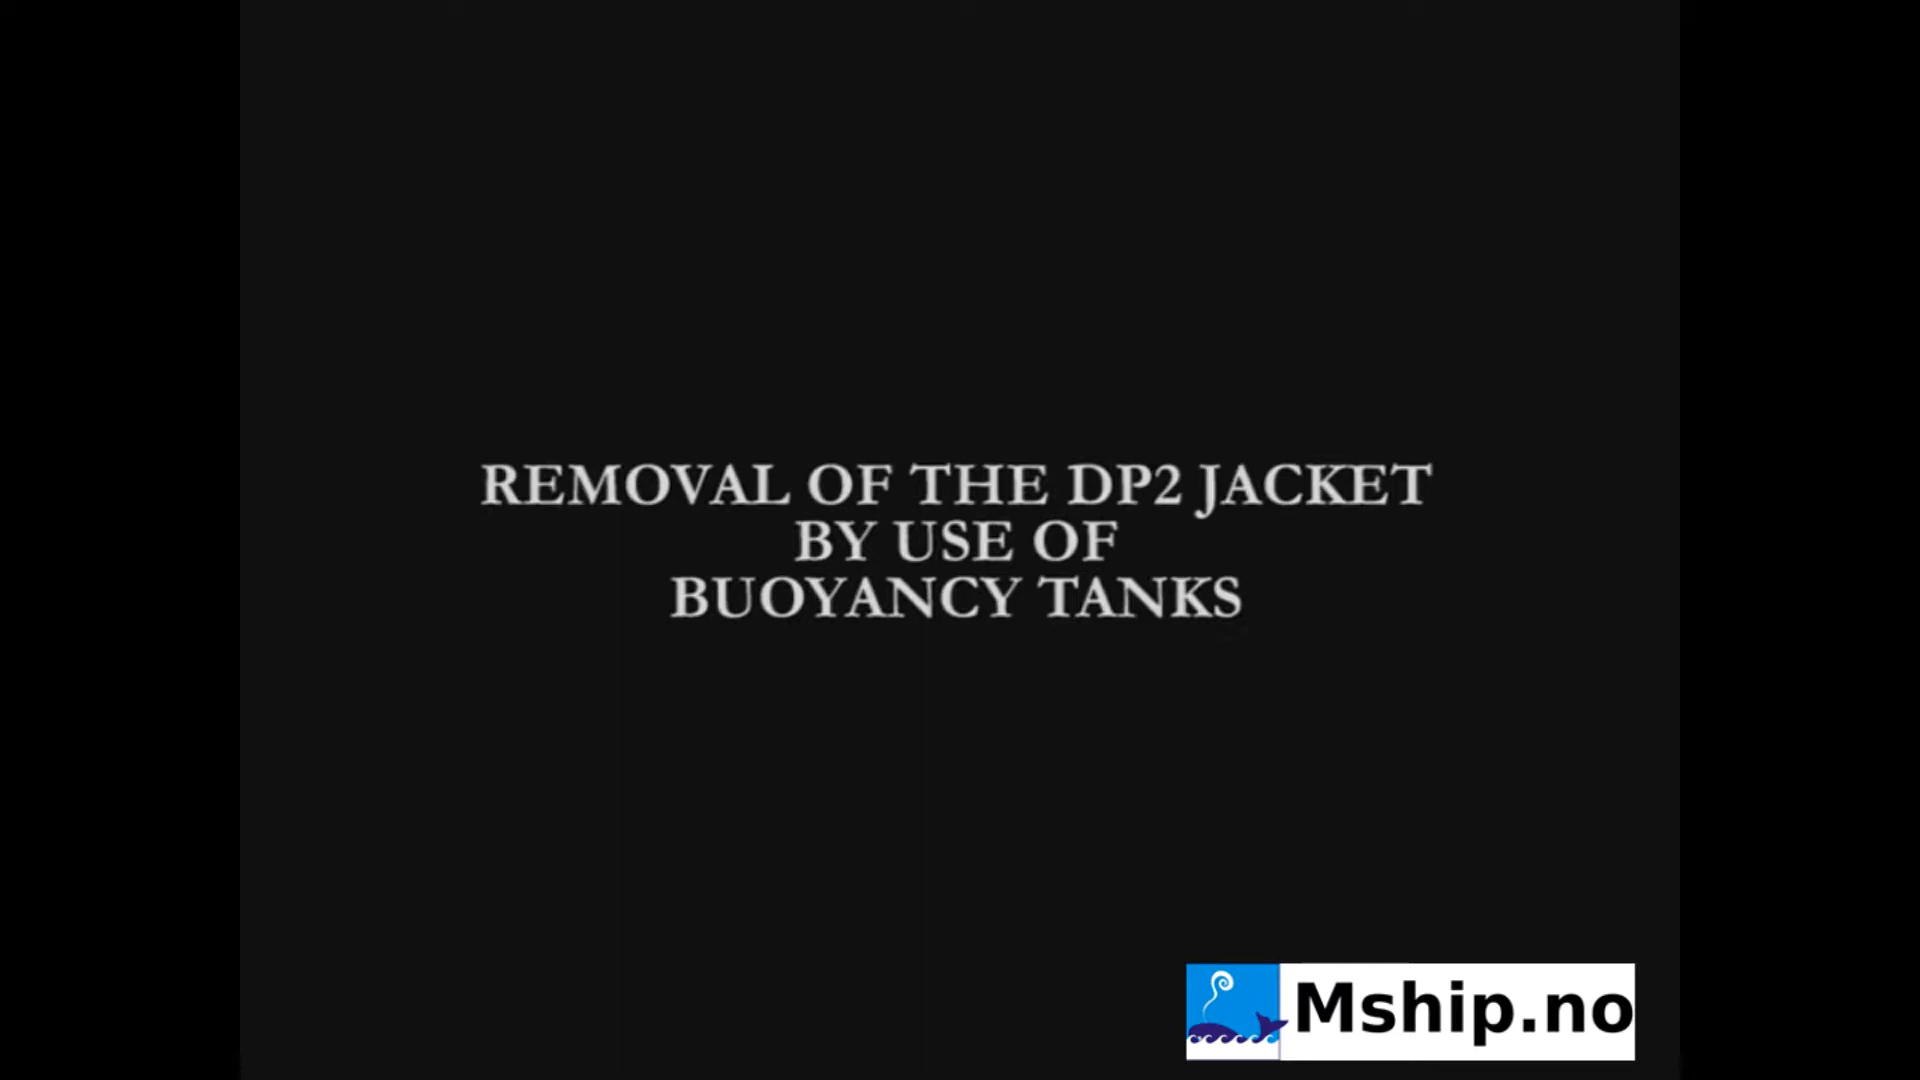 REMOVAL OF THE DP2 JACKET
BY USE OF
BUOYANCY TANKS
Mship.no